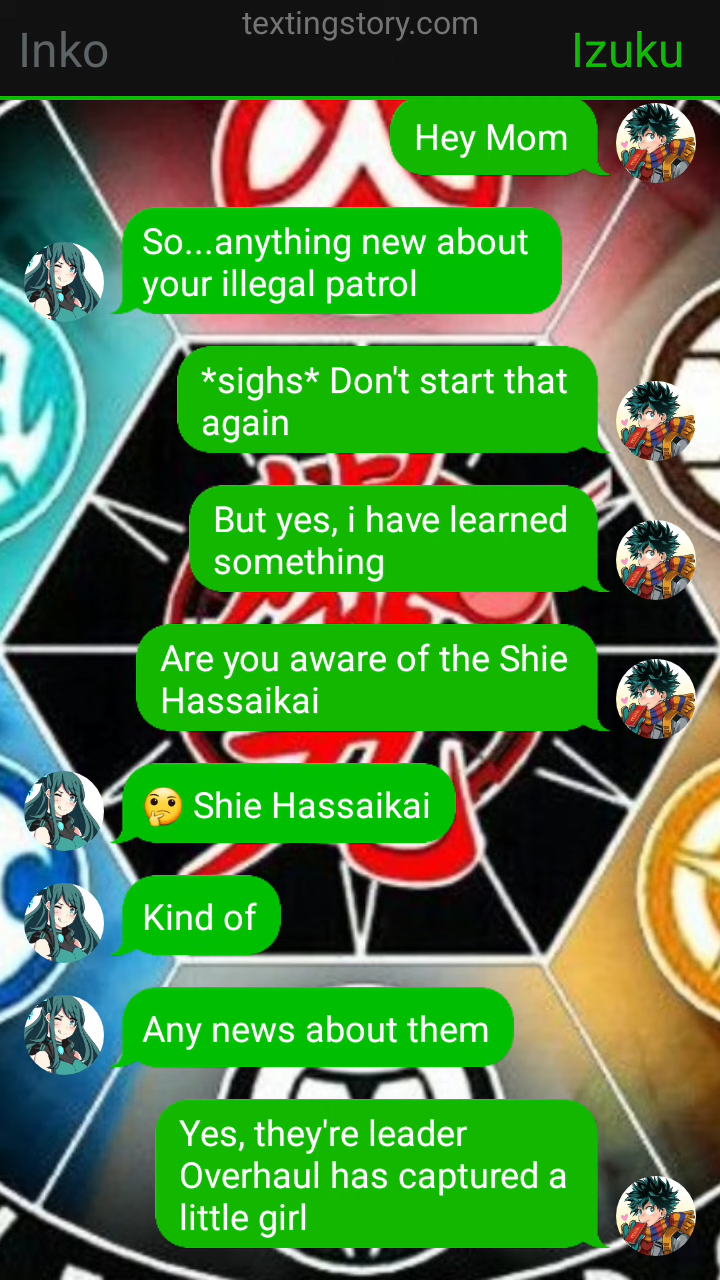 textingstory.com
Inko
Izuku
Hey Mom
So...anything new about
your illegal patrol
*sighs* Don't start that
again
But yes, i have learned
something
Are you aware of the Shie
Hassaikai
🤔 Shie Hassaikai
Kind of
Any news about them
Yes, they're leader
Overhaul has captured a
little girl